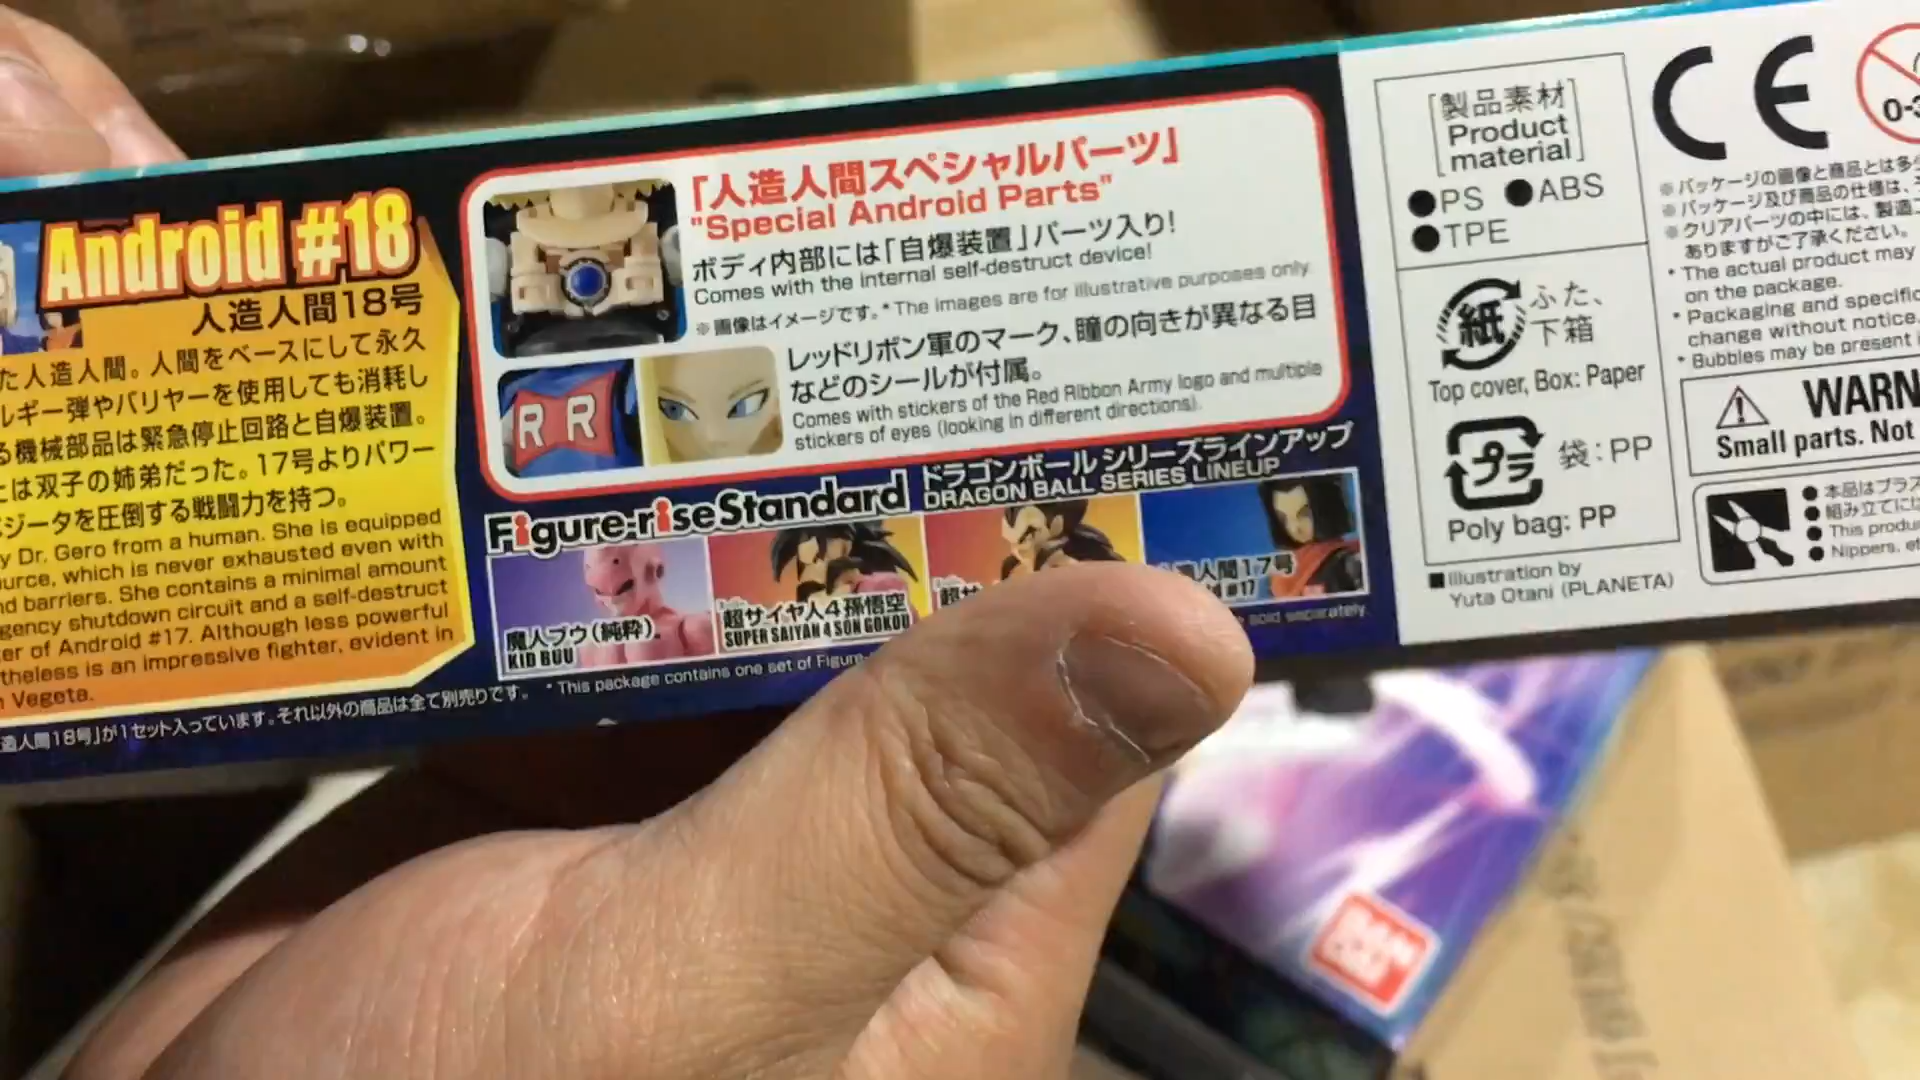 Android #18
人造人間18号
た人造人間。人間をベースにして永久
ルギー弾やバリヤーを使用しても消耗し
る機械部品は緊急停止回路と自爆装置。
とは双子の姉弟だった。17号よりパワー
ジータを圧倒する戦闘力を持つ。
y Dr. Gero from a human. She is equipped
urce, which is never exhausted even with
nd barriers. She contains a minimal amount
gency shutdown circuit and a self-destruct
er of Android #17. Although less powerful
theless is an impressive fighter, evident in
Vegeta.
造人間18号」が1セット入っています。それ以外の商品は全て別売りです。 * This package contains one set of Figure-
sold separately.
「人造人間スペシャルパーツ」
"Special Android Parts"
ボディ内部には「自爆装置」パーツ入り!
Comes with the internal self-destruct device!
※画像はイメージです。* The images are for illustrative purposes only.
レッドリボン軍のマーク、瞳の向きが異なる目
などのシールが付属。
Comes with stickers of the Red Ribbon Army logo and multiple
stickers of eyes (looking in different directions).
R R
Figure-riseStandard ドラゴンボール シリーズラインアップ
DRAGON BALL SERIES LINEUP
魔人ブウ(純粋)
KID BUU
超サイヤ人4 孫悟空
SUPER SAIYAN 4 SON GOKOU
超サ
人間17号
#17
[製品素材
Product
material]
●PS ●ABS
●TPE
紙 ふた、
下箱
Top cover, Box: Paper
プラ 袋:PP
Poly bag: PP
■Illustration by
Yuta Otani (PLANETA)
CE
0-3
※パッケージの画像と商品とは多
※パッケージ及び商品の仕様は、
※クリアパーツの中には、製造
ありますがご了承ください。
* The actual product may
on the package.
* Packaging and specific
change without notice.
* Bubbles may be present
WARN
Small parts. Not
●本品はプラス
●組み立てには
●This produ
●Nippers, et
BAN
DAI